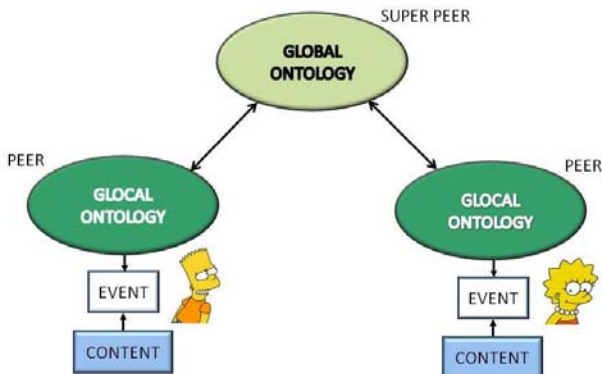 SUPER PEER
GLOBAL
ONTOLOGY
PEER
GLOCAL
ONTOLOGY
EVENT
CONTENT
PEER
GLOCAL
ONTOLOGY
EVENT
CONTENT